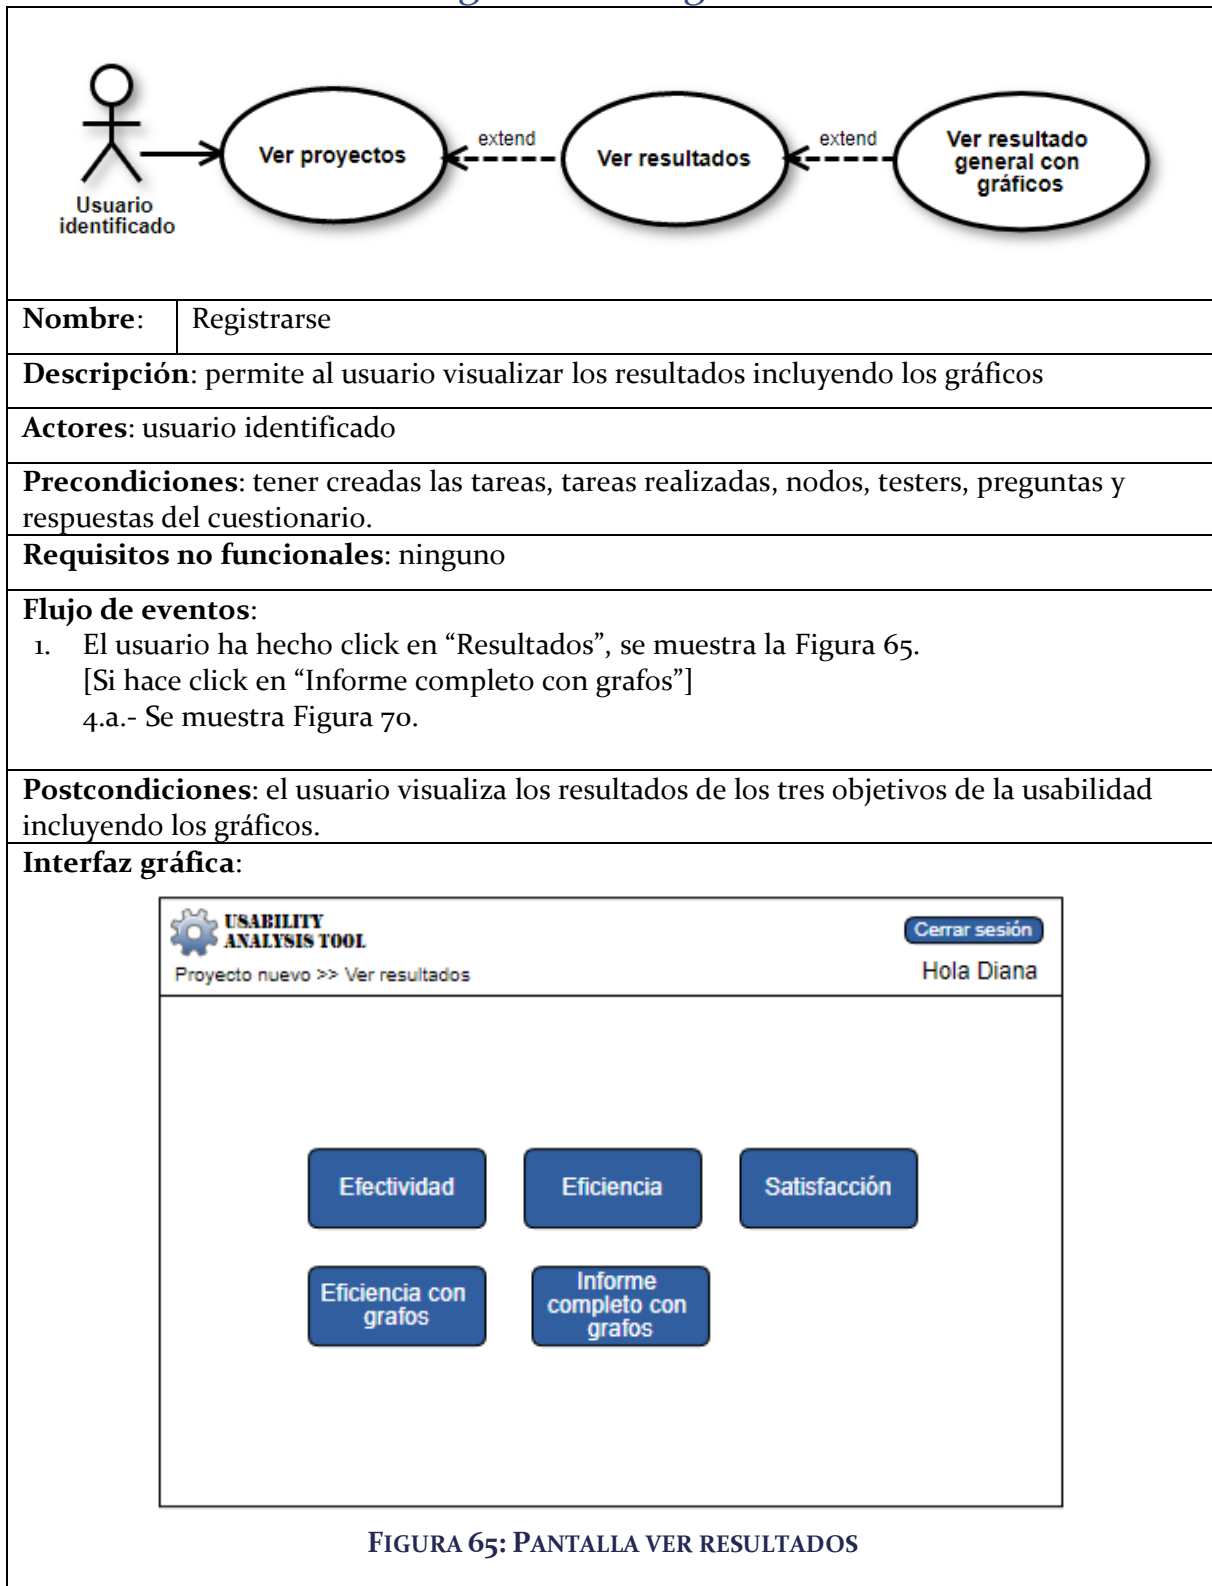 Ver proyectos
extend
Ver resultados
extend
Ver resultado
general con
gráficos
Usuario
identificado
Nombre: Registrarse
Descripción: permite al usuario visualizar los resultados incluyendo los gráficos
Actores: usuario identificado
Precondiciones: tener creadas las tareas, tareas realizadas, nodos, testers, preguntas y
respuestas del cuestionario.
Requisitos no funcionales: ninguno
Flujo de eventos:
1. El usuario ha hecho click en “Resultados”, se muestra la Figura 65.
[Si hace click en “Informe completo con grafos”]
4.a.- Se muestra Figura 70.
Postcondiciones: el usuario visualiza los resultados de los tres objetivos de la usabilidad
incluyendo los gráficos.
Interfaz gráfica:
USABILITY
ANALYSIS TOOL
Cerrar sesión
Proyecto nuevo >> Ver resultados
Hola Diana
Efectividad
Eficiencia
Satisfacción
Eficiencia con
grafos
Informe
completo con
grafos
FIGURA 65: PANTALLA VER RESULTADOS